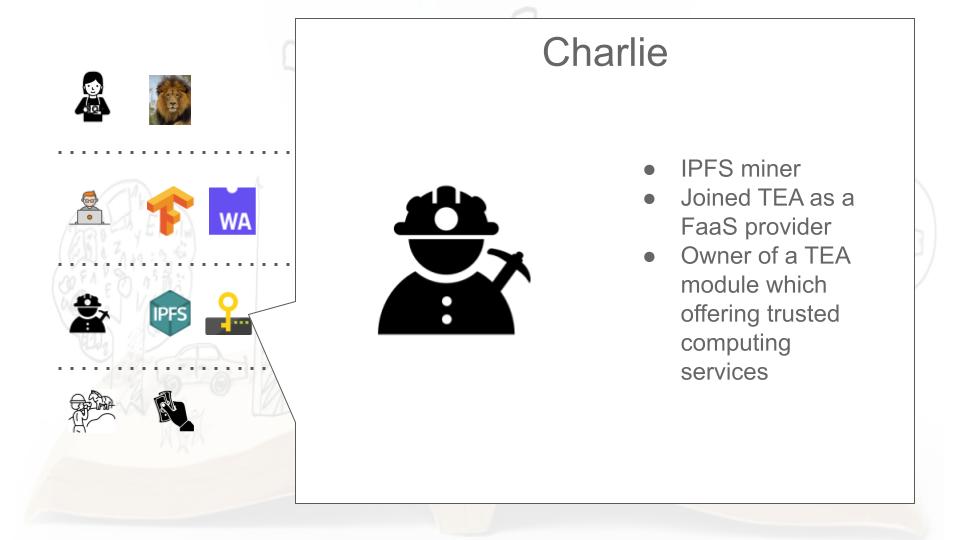 Charlie
WA
IPFS
● IPFS miner
● Joined TEA as a
FaaS provider
● Owner of a TEA
module which
offering trusted
computing
services